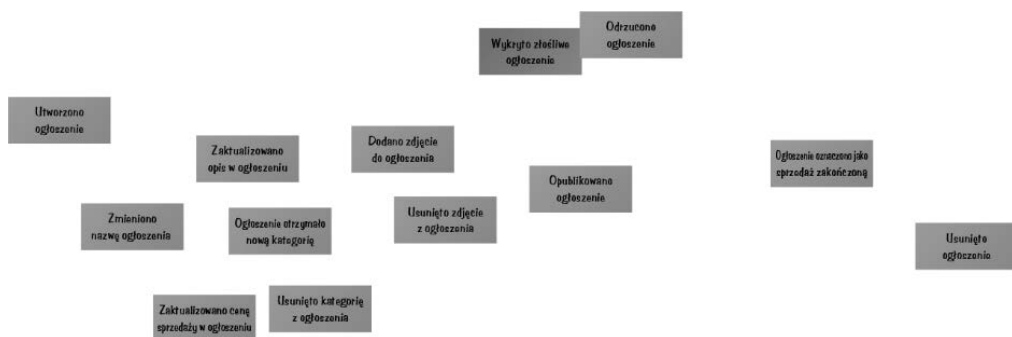 Wykryto złośliwe
ogłoszenie
Odrzucono
ogłoszenie
Utworzono
ogłoszenie
Zaktualizowano
opis w ogłoszeniu
Dodano zdjęcie
do ogłoszenia
Opublikowano
ogłoszenie
Ogłoszenie oznaczono jako
sprzedaż zakończoną
Zmieniono
nazwę ogłoszenia
Ogłoszenie otrzymało
nową kategorię
Usunięto zdjęcie
z ogłoszenia
Usunięto
ogłoszenie
Zaktualizowano cenę
sprzedaży w ogłoszeniu
Usunięto kategorię
z ogłoszenia